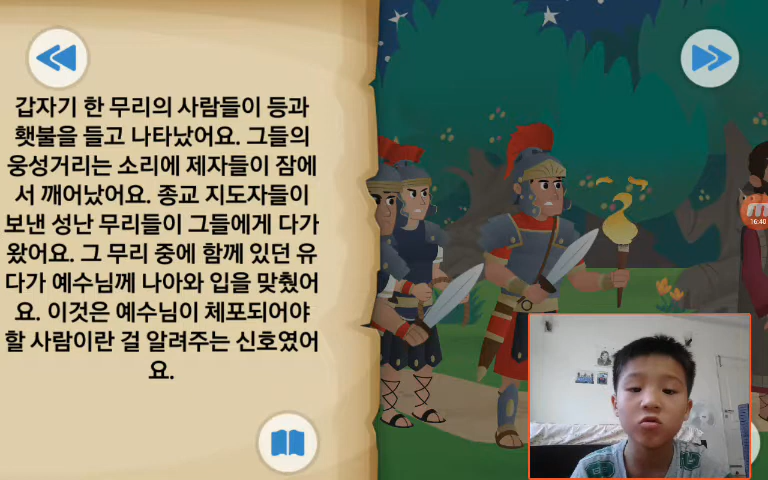 갑자기 한 무리의 사람들이 등과
횃불을 들고 나타났어요. 그들의
웅성거리는 소리에 제자들이 잠에
서 깨어났어요. 종교 지도자들이
보낸 성난 무리들이 그들에게 다가
왔어요. 그 무리 중에 함께 있던 유
다가 예수님께 나아와 입을 맞췄어
요. 이것은 예수님이 체포되어야
할 사람이란 걸 알려주는 신호였어
요.
16:40